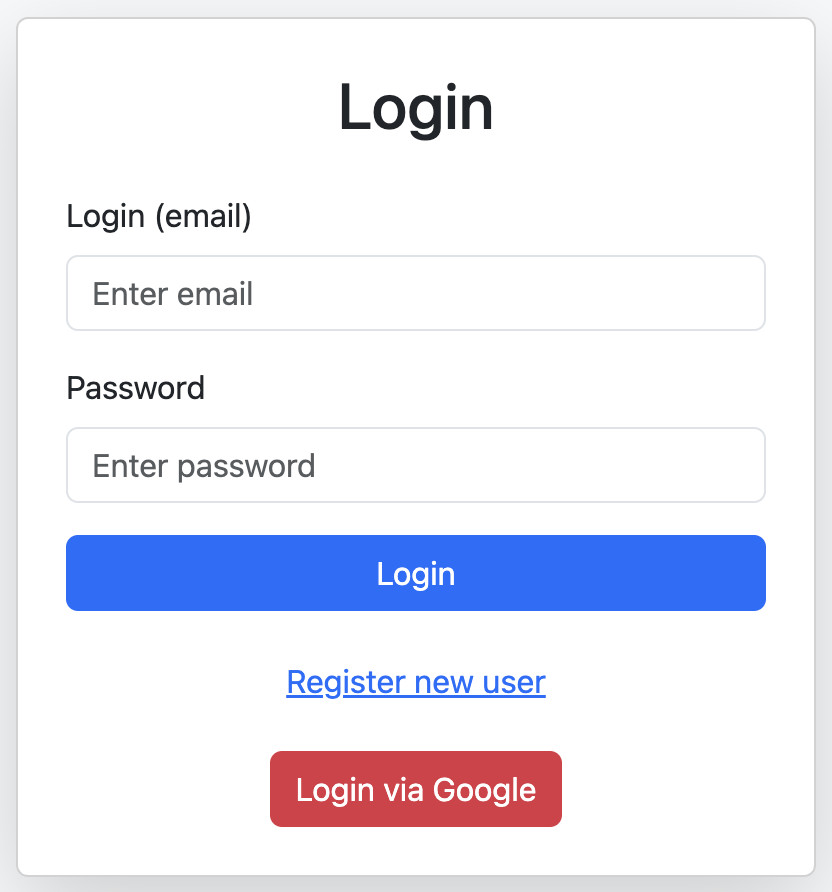 Login
Login (email)
Enter email
Password
Enter password
Login
Register new user
Login via Google